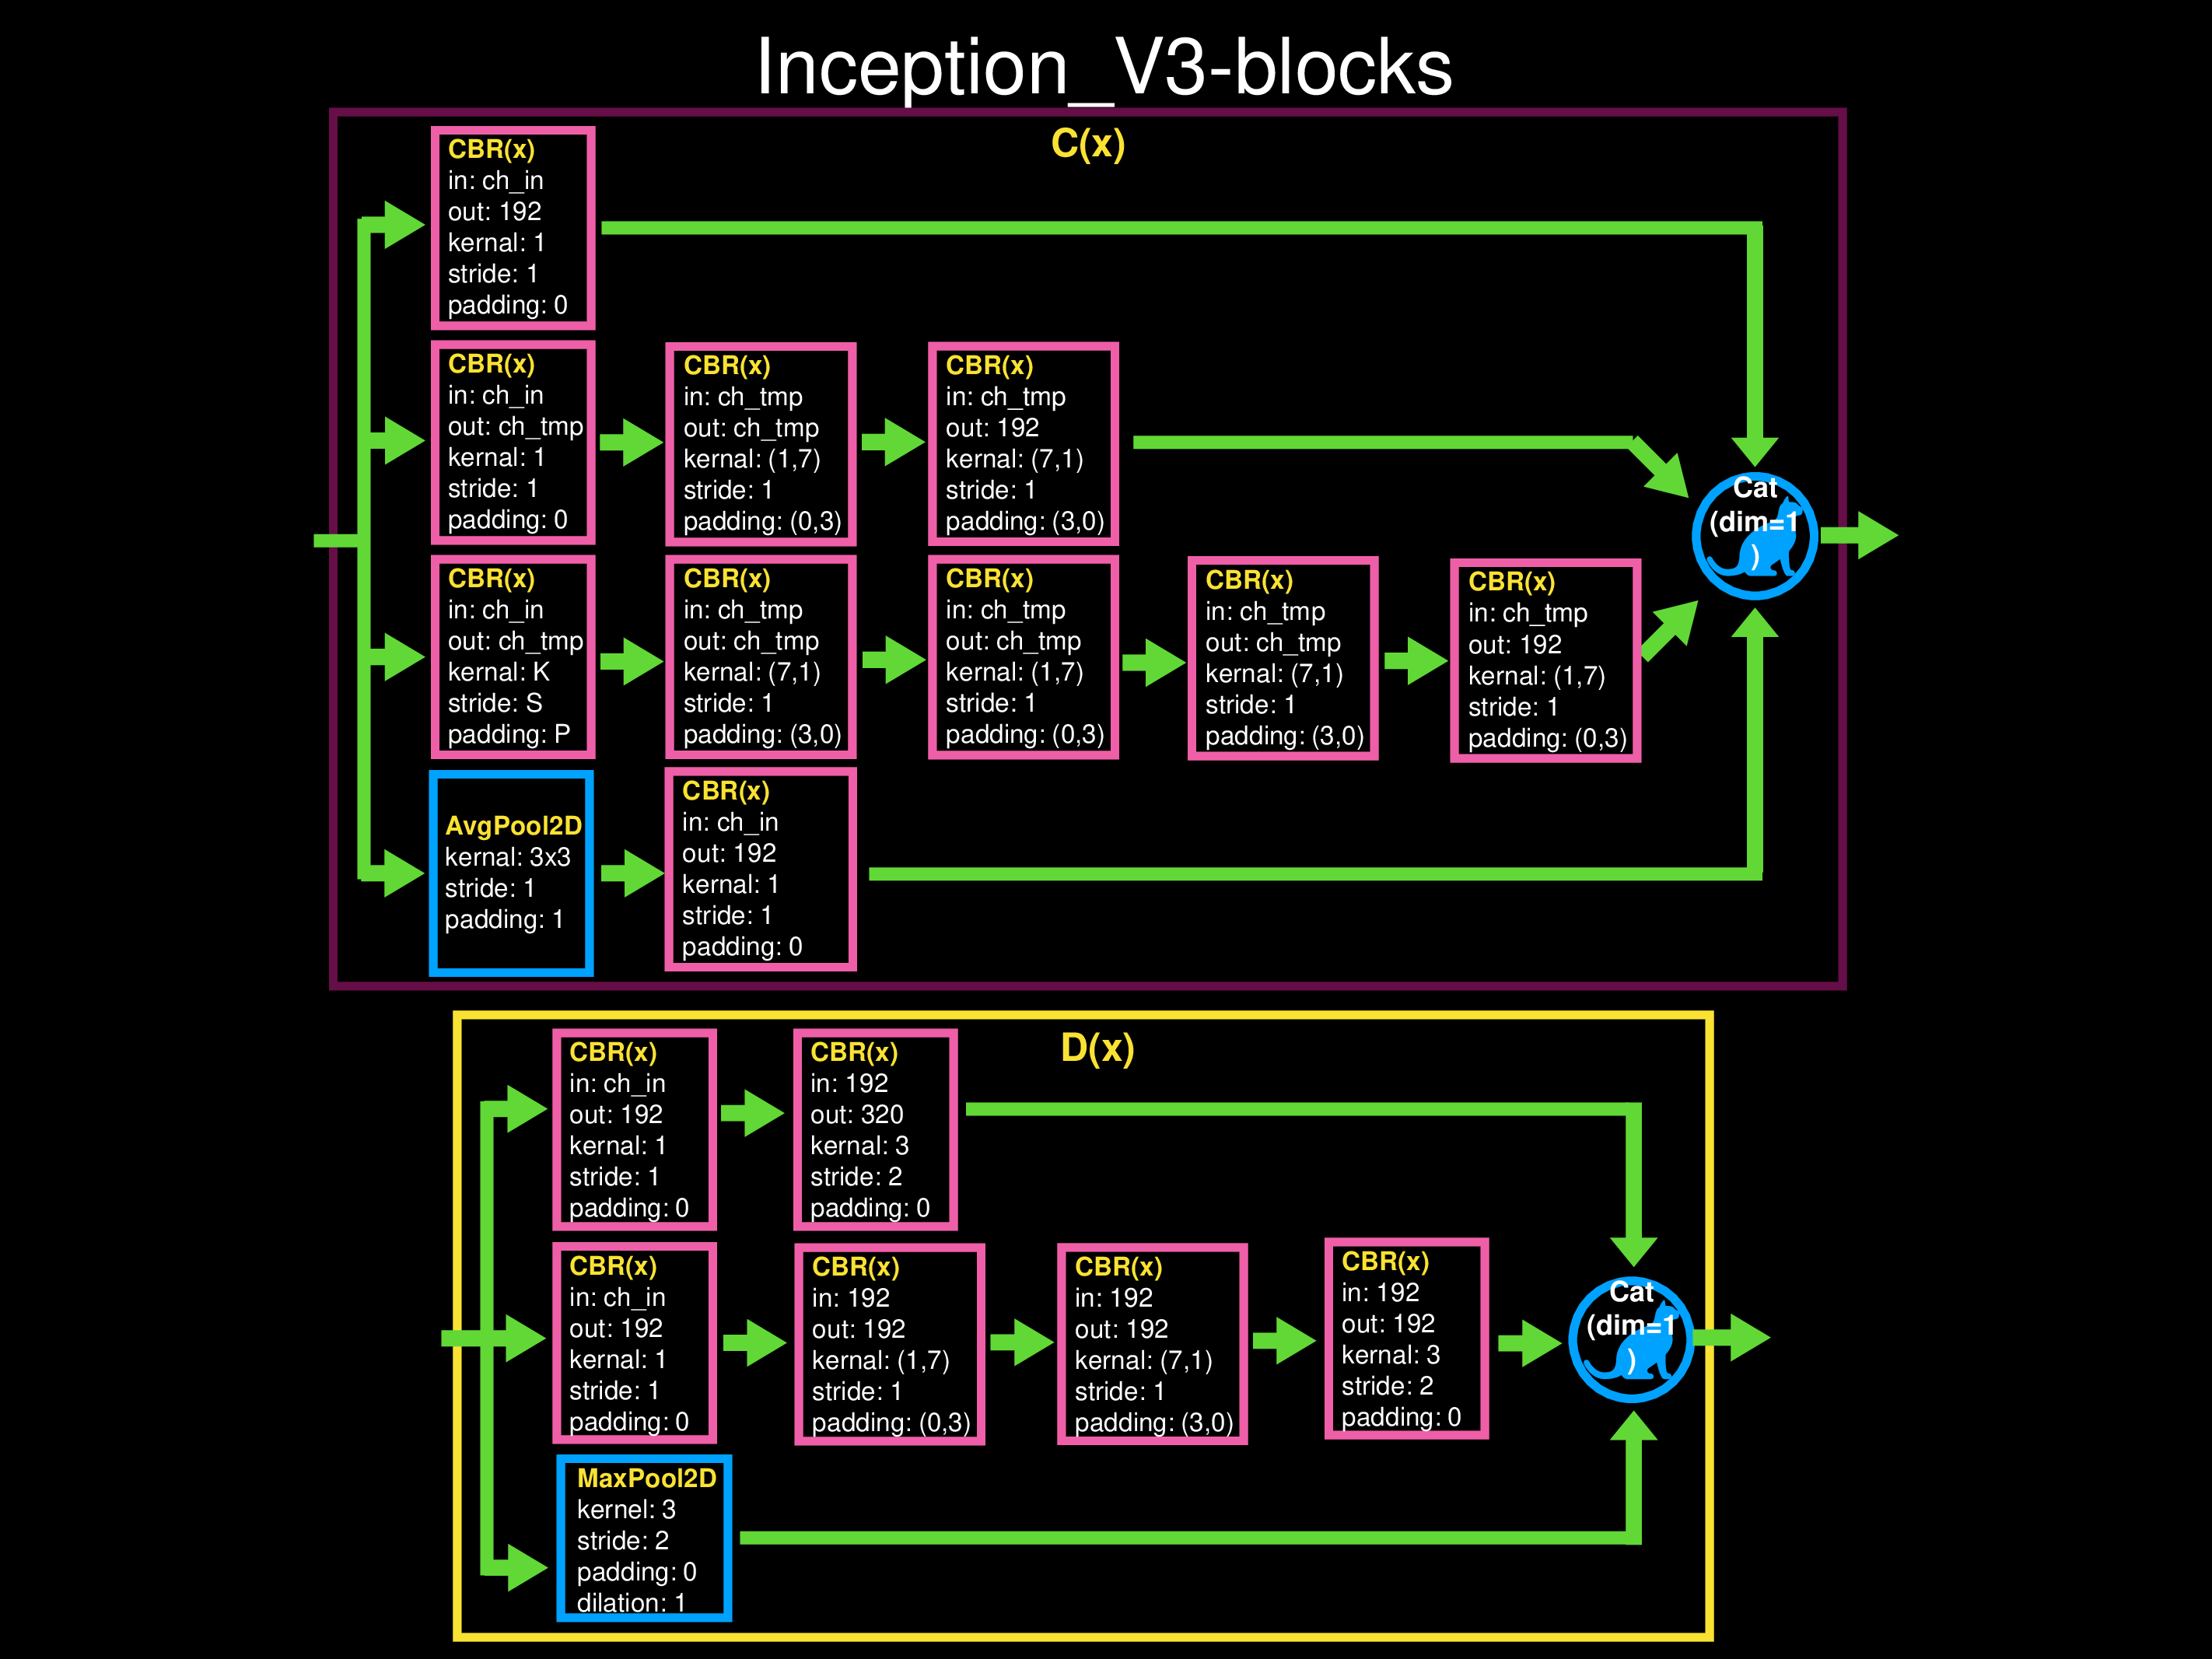 Inception_V3-blocks
C(x)
CBR(x)
in: ch_in
out: 192
kernal: 1
stride: 1
padding: 0
CBR(x)
in: ch_in
out: ch_tmp
kernal: 1
stride: 1
padding: 0
CBR(x)
in: ch_tmp
out: ch_tmp
kernal: (1,7)
stride: 1
padding: (0,3)
CBR(x)
in: ch_tmp
out: 192
kernal: (7,1)
stride: 1
padding: (3,0)
CBR(x)
in: ch_in
out: ch_tmp
kernal: K
stride: S
padding: P
CBR(x)
in: ch_tmp
out: ch_tmp
kernal: (7,1)
stride: 1
padding: (3,0)
CBR(x)
in: ch_tmp
out: ch_tmp
kernal: (1,7)
stride: 1
padding: (0,3)
CBR(x)
in: ch_tmp
out: ch_tmp
kernal: (7,1)
stride: 1
padding: (3,0)
CBR(x)
in: ch_tmp
out: 192
kernal: (1,7)
stride: 1
padding: (0,3)
AvgPool2D
kernal: 3x3
stride: 1
padding: 1
CBR(x)
in: ch_in
out: 192
kernal: 1
stride: 1
padding: 0
Cat
(dim=1
)
D(x)
CBR(x)
in: ch_in
out: 192
kernal: 1
stride: 1
padding: 0
CBR(x)
in: 192
out: 320
kernal: 3
stride: 2
padding: 0
CBR(x)
in: ch_in
out: 192
kernal: 1
stride: 1
padding: 0
CBR(x)
in: 192
out: 192
kernal: (1,7)
stride: 1
padding: (0,3)
CBR(x)
in: 192
out: 192
kernal: (7,1)
stride: 1
padding: (3,0)
CBR(x)
in: 192
out: 192
kernal: 3
stride: 2
padding: 0
MaxPool2D
kernel: 3
stride: 2
padding: 0
dilation: 1
Cat
(dim=1
)